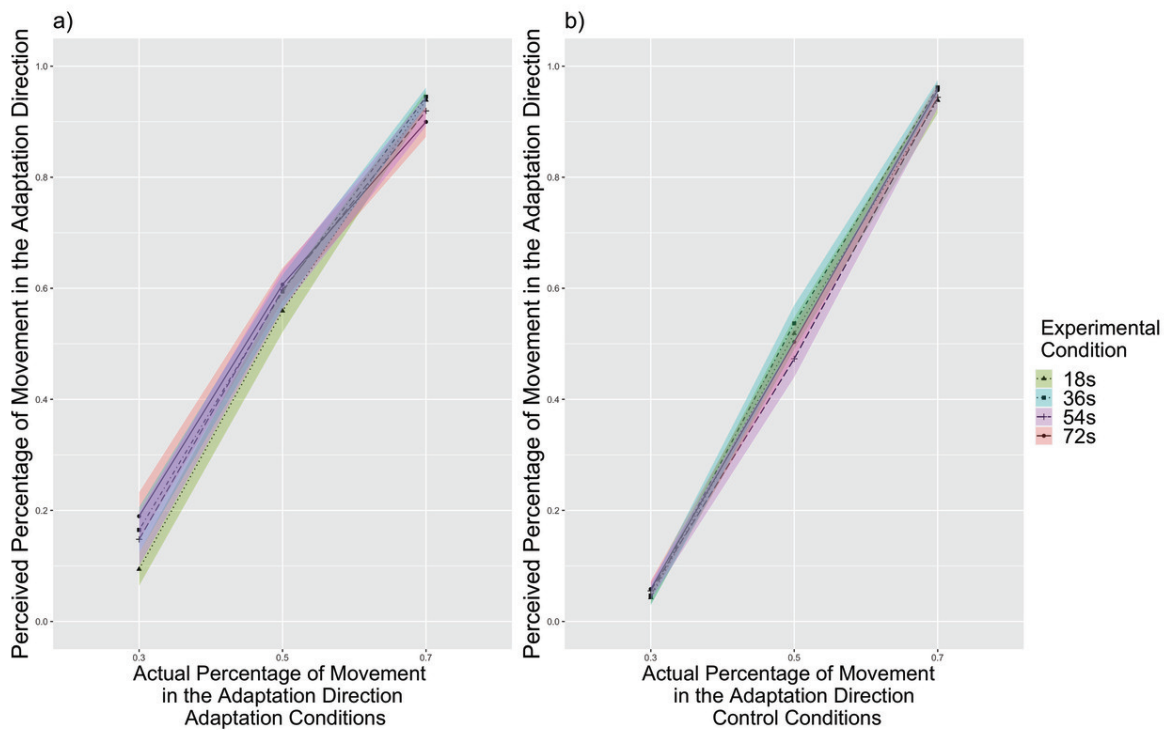 a)
Perceived Percentage of Movement in the Adaptation Direction
1.0
0.8
0.6
0.4
0.2
0.0
0.3
0.5
0.7
Actual Percentage of Movement
in the Adaptation Direction
Adaptation Conditions
b)
Perceived Percentage of Movement in the Adaptation Direction
1.0
0.8
0.6
0.4
0.2
0.0
0.3
0.5
0.7
Actual Percentage of Movement
in the Adaptation Direction
Control Conditions
Experimental
Condition
18s
36s
54s
72s